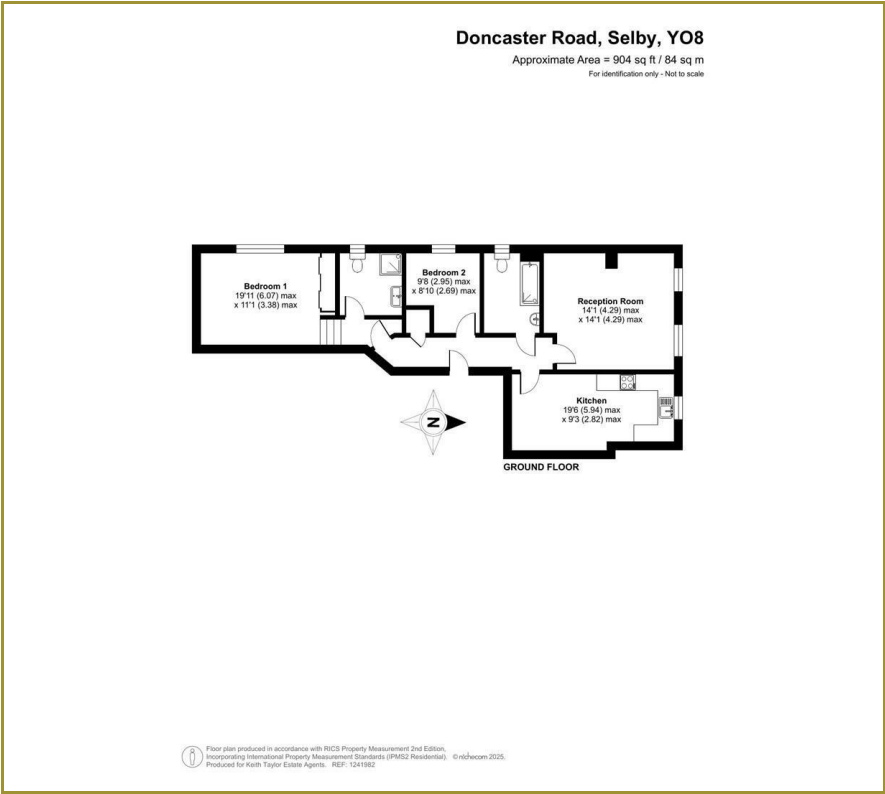 Doncaster Road, Selby, YO8
Approximate Area = 904 sq ft / 84 sq m
For identification only - Not to scale
Bedroom 1
19'11 (6.07) max
x 11'1 (3.38) max
Bedroom 2
9'8 (2.95) max
x 8'10 (2.69) max
Reception Room
14'1 (4.29) max
x 14'1 (4.29) max
Kitchen
19'6 (5.94) max
x 9'3 (2.82) max
N
GROUND FLOOR
Floor plan produced in accordance with RICS Property Measurement 2nd Edition,
Incorporating International Property Measurement Standards (IPMS2 Residential). © nichecom 2025.
Produced for Keith Taylor Estate Agents. REF: 1241982